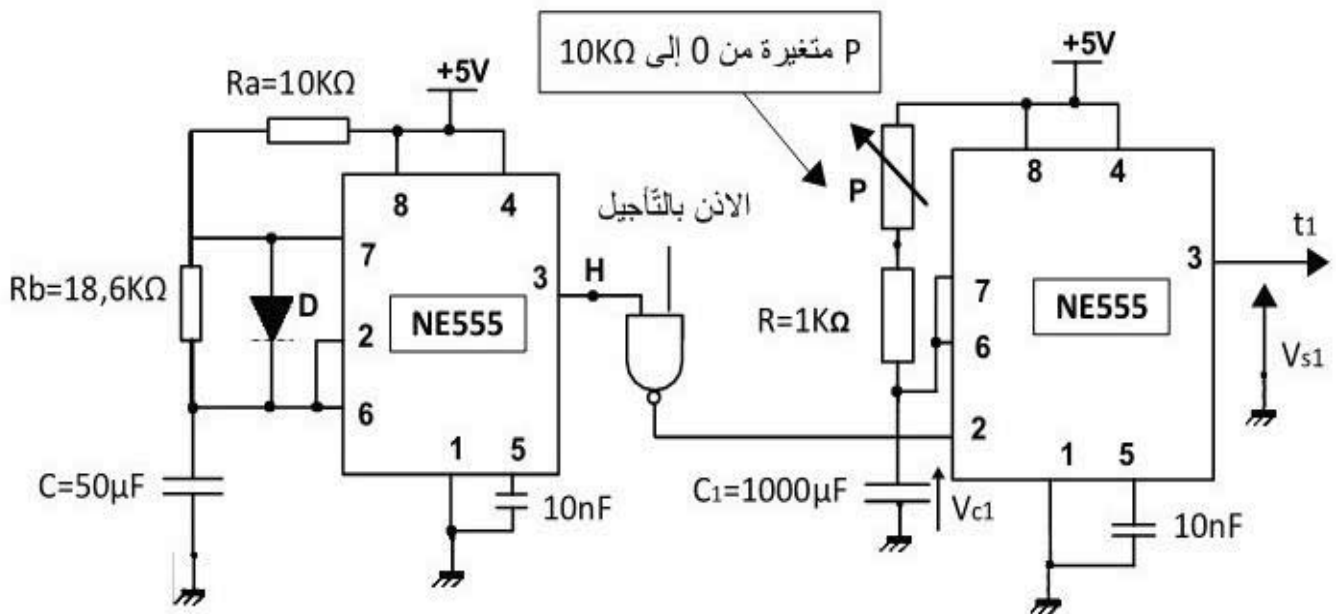 P متغيرة من 0 إلى 10KΩ
+5V
Ra=10KΩ
8
4
7
Rb=18,6KΩ
D
2
NE555
3
H
6
1
5
C=50µF
10nF
الاذن بالتّأجيل
+5V
P
8
4
7
R=1KΩ
6
NE555
3
t1
Vs1
2
1
5
C1=1000µF
Vc1
10nF